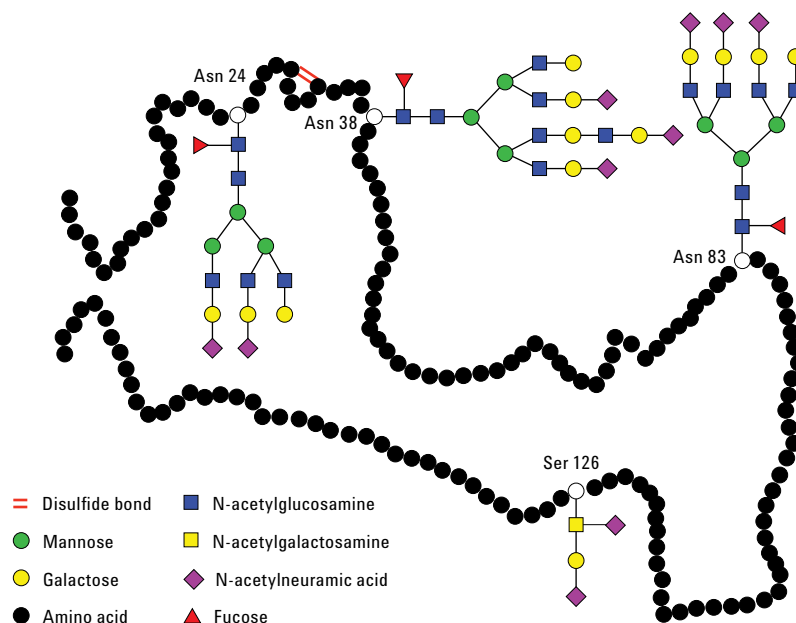 Asn 24
Asn 38
Asn 83
Ser 126
Disulfide bond
N-acetylglucosamine
Mannose
N-acetylgalactosamine
Galactose
N-acetylneuramic acid
Amino acid
Fucose